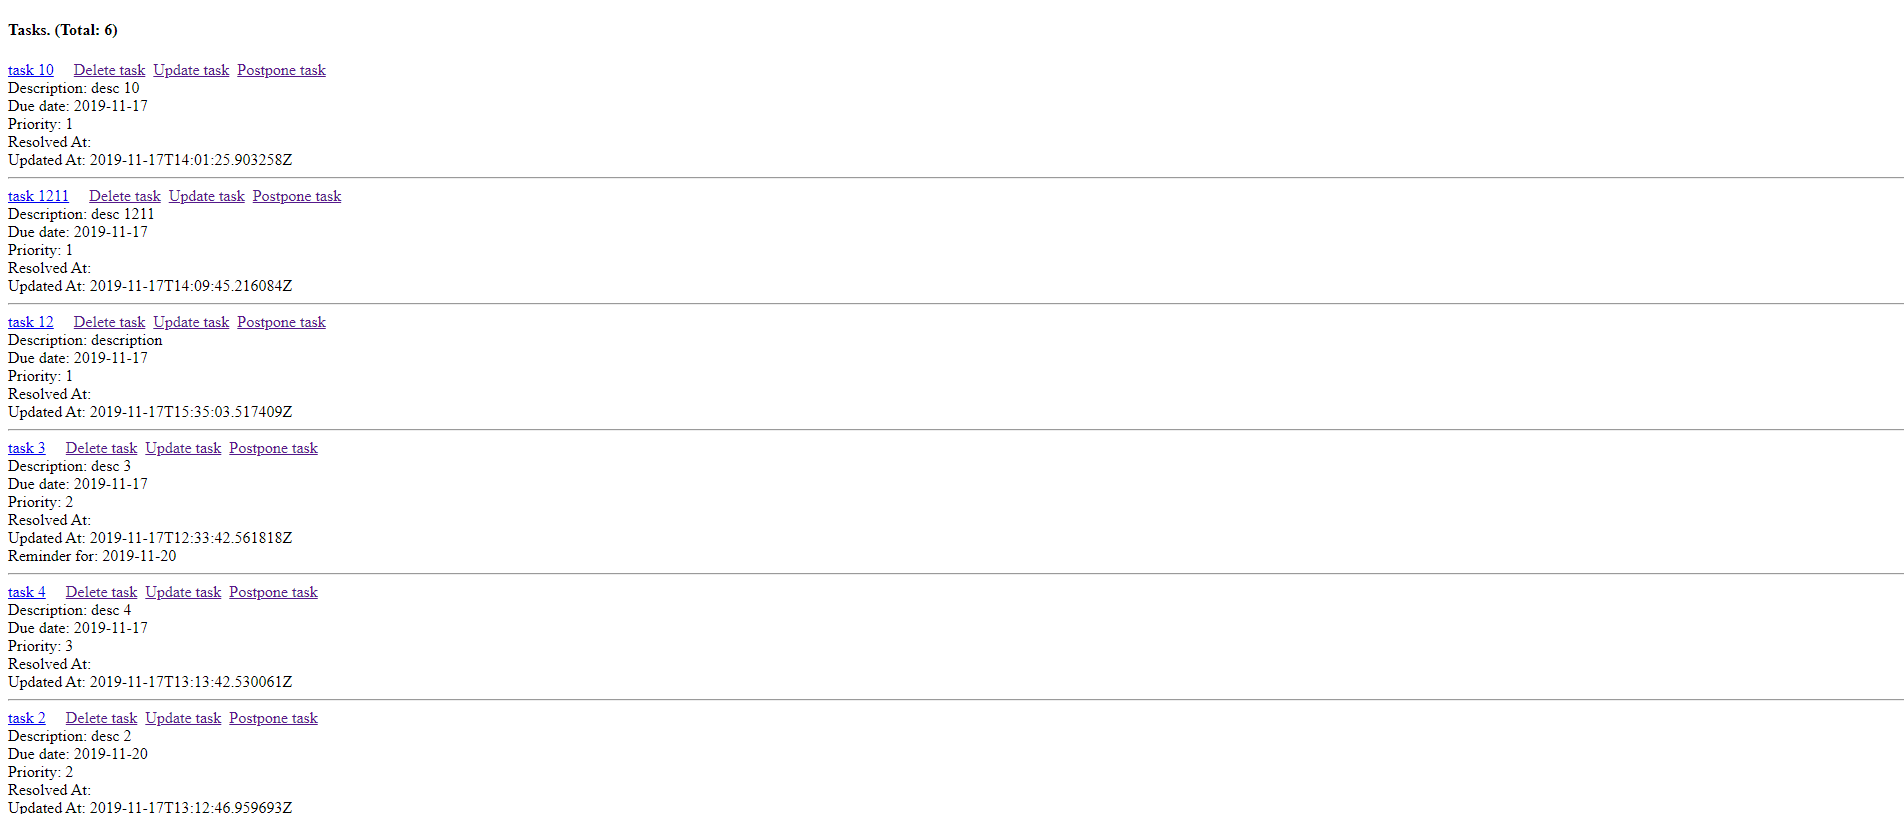 Tasks. (Total: 6)
task 10 Delete task Update task Postpone task
Description: desc 10
Due date: 2019-11-17
Priority: 1
Resolved At:
Updated At: 2019-11-17T14:01:25.903258Z
task 1211 Delete task Update task Postpone task
Description: desc 1211
Due date: 2019-11-17
Priority: 1
Resolved At:
Updated At: 2019-11-17T14:09:45.216084Z
task 12 Delete task Update task Postpone task
Description: description
Due date: 2019-11-17
Priority: 1
Resolved At:
Updated At: 2019-11-17T15:35:03.517409Z
task 3 Delete task Update task Postpone task
Description: desc 3
Due date: 2019-11-17
Priority: 2
Resolved At:
Updated At: 2019-11-17T12:33:42.561818Z
Reminder for: 2019-11-20
task 4 Delete task Update task Postpone task
Description: desc 4
Due date: 2019-11-17
Priority: 3
Resolved At:
Updated At: 2019-11-17T13:13:42.530061Z
task 2 Delete task Update task Postpone task
Description: desc 2
Due date: 2019-11-20
Priority: 2
Resolved At:
Updated At: 2019-11-17T13:12:46.959693Z